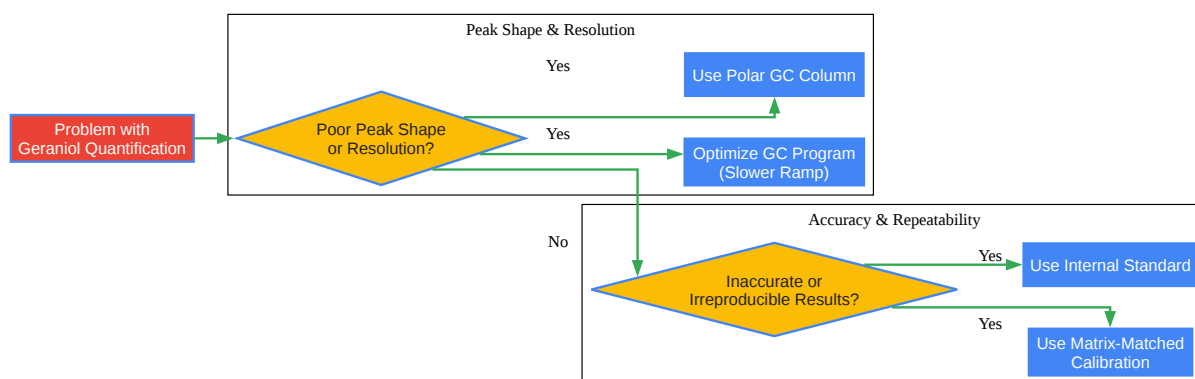 Peak Shape & Resolution
Yes
Use Polar GC Column
Problem with
Geraniol Quantification
Poor Peak Shape
or Resolution?
Yes
Optimize GC Program
(Slower Ramp)
Accuracy & Repeatability
No
Inaccurate or
Irreproducible Results?
Yes
Use Internal Standard
Yes
Use Matrix-Matched
Calibration